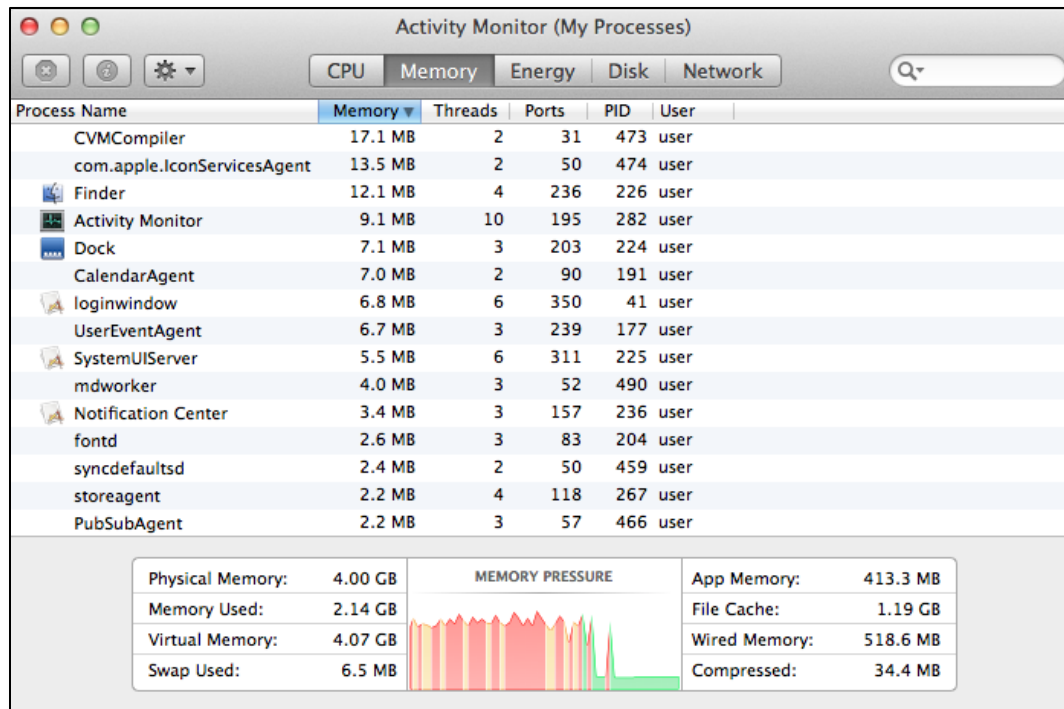 Activity Monitor (My Processes)
CPU Memory Energy Disk Network
Process Name Memory Threads Ports PID User
CVMCompiler 17.1 MB 2 31 473 user
com.apple.IconServicesAgent 13.5 MB 2 50 474 user
Finder 12.1 MB 4 236 226 user
Activity Monitor 9.1 MB 10 195 282 user
Dock 7.1 MB 3 203 224 user
CalendarAgent 7.0 MB 2 90 191 user
loginwindow 6.8 MB 6 350 41 user
UserEventAgent 6.7 MB 3 239 177 user
SystemUIServer 5.5 MB 6 311 225 user
mdworker 4.0 MB 3 52 490 user
Notification Center 3.4 MB 3 157 236 user
fontd 2.6 MB 3 83 204 user
syncdefaultsd 2.4 MB 2 50 459 user
storeagent 2.2 MB 4 118 267 user
PubSubAgent 2.2 MB 3 57 466 user
Physical Memory: 4.00 GB MEMORY PRESSURE App Memory: 413.3 MB
Memory Used: 2.14 GB File Cache: 1.19 GB
Virtual Memory: 4.07 GB Wired Memory: 518.6 MB
Swap Used: 6.5 MB Compressed: 34.4 MB